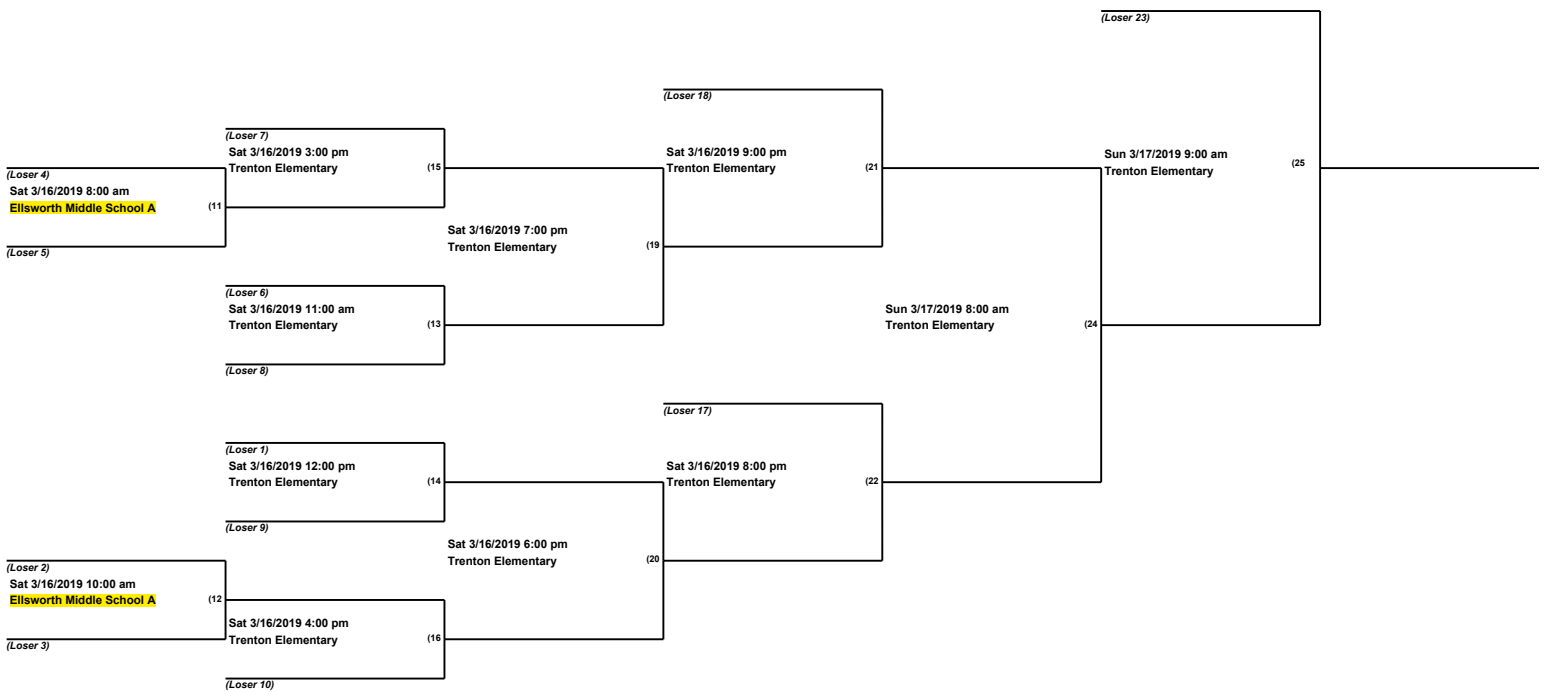 (Loser 23)
(Loser 18)
(Loser 7)
Sat 3/16/2019 3:00 pm
Trenton Elementary
(15
Sat 3/16/2019 9:00 pm
Trenton Elementary
(21
Sun 3/17/2019 9:00 am
Trenton Elementary
(25
(Loser 4)
Sat 3/16/2019 8:00 am
Ellsworth Middle School A
(11
(Loser 5)
Sat 3/16/2019 7:00 pm
Trenton Elementary
(19
(Loser 6)
Sat 3/16/2019 11:00 am
Trenton Elementary
(13
(Loser 8)
Sun 3/17/2019 8:00 am
Trenton Elementary
(24
(Loser 17)
(Loser 1)
Sat 3/16/2019 12:00 pm
Trenton Elementary
(14
(Loser 9)
Sat 3/16/2019 8:00 pm
Trenton Elementary
(22
Sat 3/16/2019 6:00 pm
Trenton Elementary
(20
(Loser 2)
Sat 3/16/2019 10:00 am
Ellsworth Middle School A
(12
(Loser 3)
Sat 3/16/2019 4:00 pm
Trenton Elementary
(16
(Loser 10)